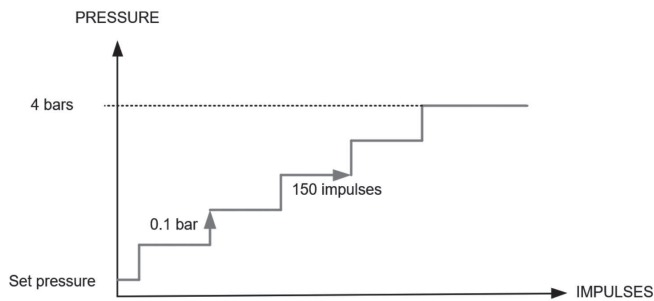 PRESSURE
4 bars
150 impulses
0.1 bar
Set pressure
IMPULSES